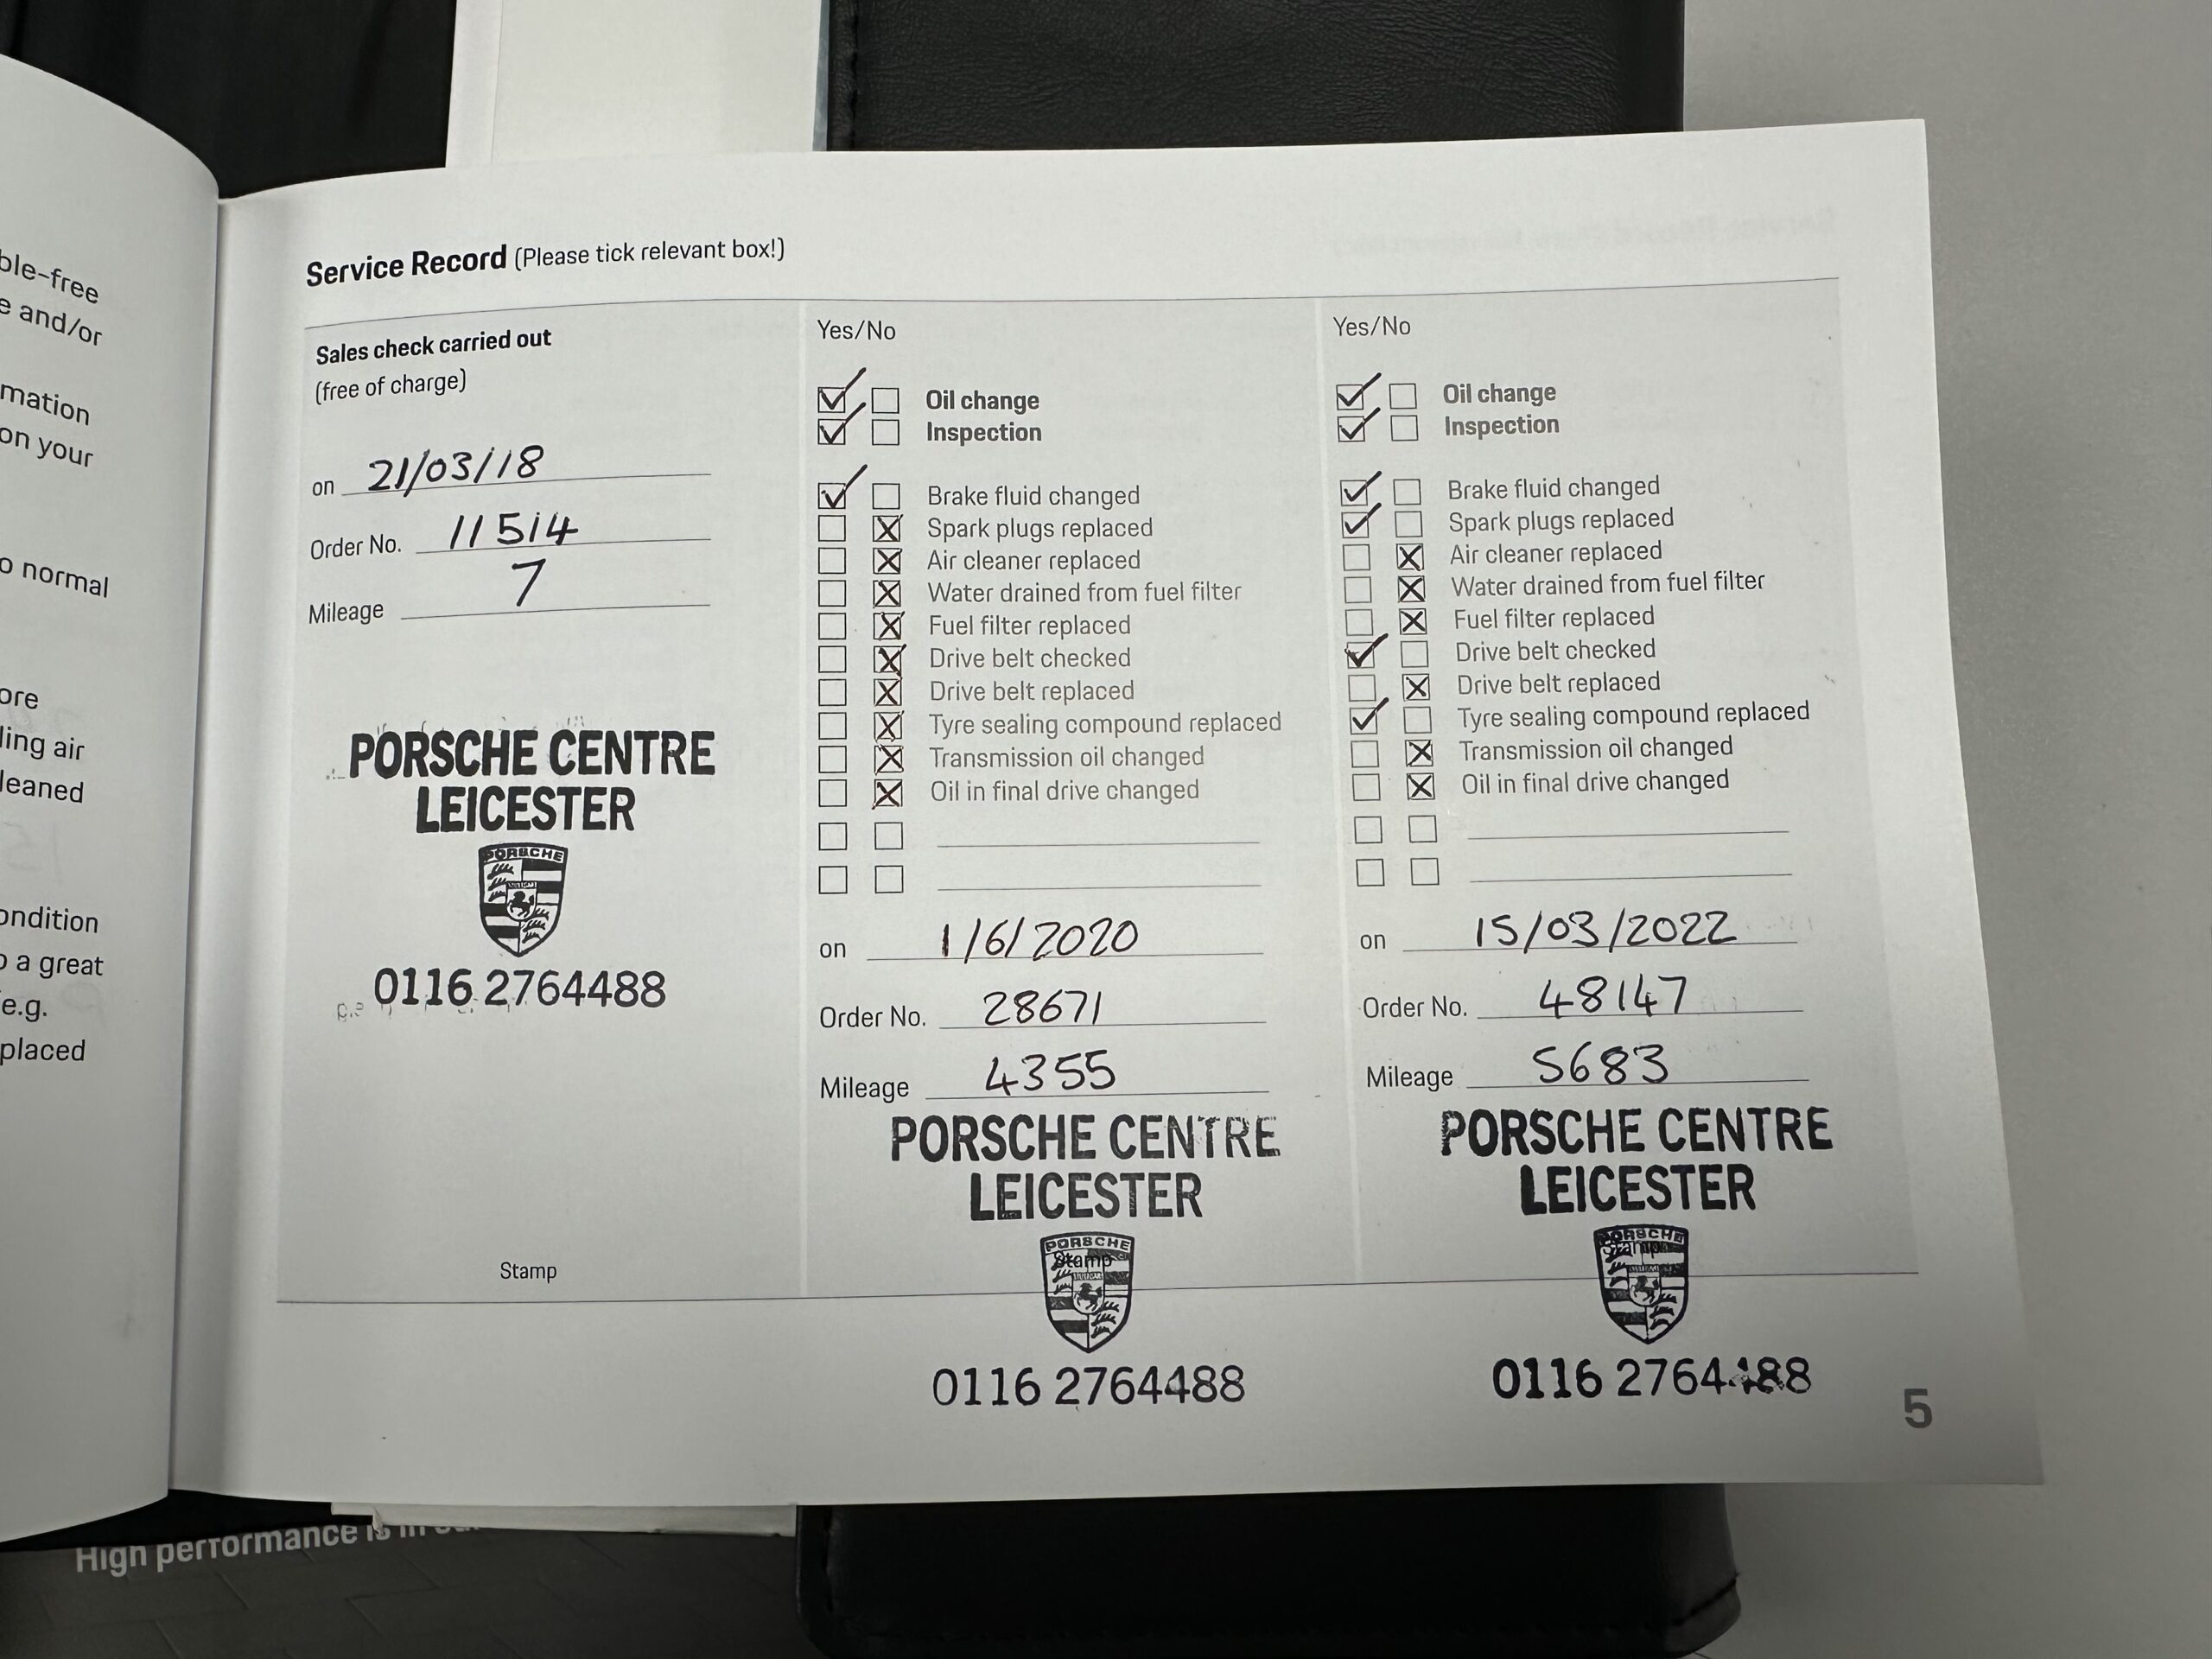 ble-free
e and/or
mation
on your
o normal
ore
ling air
leaned
ondition
o a great
e.g.
placed
Service Record (Please tick relevant box!)
Sales check carried out
(free of charge)
on 21/03/18
Order No. 11514
Mileage 7
PORSCHE CENTRE
LEICESTER
PORSCHE
0116 2764488
Stamp
Yes/No
Oil change
Inspection
Brake fluid changed
Spark plugs replaced
Air cleaner replaced
Water drained from fuel filter
Fuel filter replaced
Drive belt checked
Drive belt replaced
Tyre sealing compound replaced
Transmission oil changed
Oil in final drive changed
on 1/6/2020
Order No. 28671
Mileage 4355
PORSCHE CENTRE
LEICESTER
PORSCHE
Stamp
0116 2764488
Yes/No
Oil change
Inspection
Brake fluid changed
Spark plugs replaced
Air cleaner replaced
Water drained from fuel filter
Fuel filter replaced
Drive belt checked
Drive belt replaced
Tyre sealing compound replaced
Transmission oil changed
Oil in final drive changed
on 15/03/2022
Order No. 48147
Mileage 5683
PORSCHE CENTRE
LEICESTER
PORSCHE
Stamp
0116 2764488
5
High performance is in